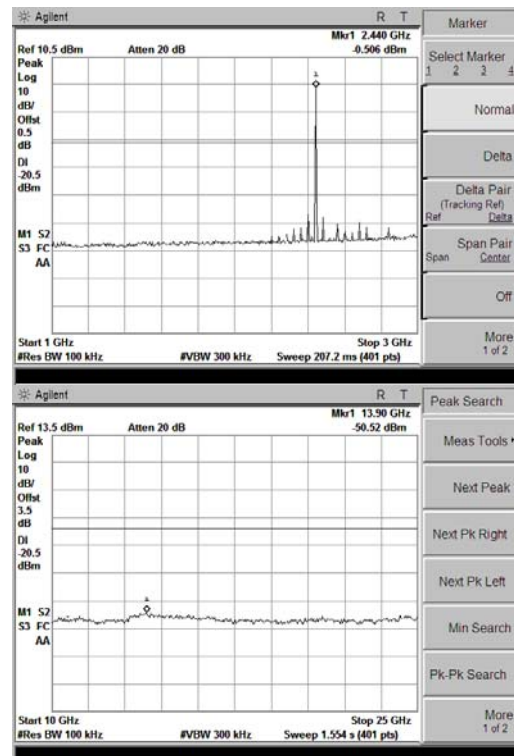 Agilent R T
Mkr1 2.440 GHz
Ref 10.5 dBm Atten 20 dB -0.506 dBm
Peak
Log
10
dB/
Offst
0.5
dB
DI
-20.5
dBm
M1 S2
S3 FC
AA
1
Start 1 GHz Stop 3 GHz
#Res BW 100 kHz #VBW 300 kHz Sweep 207.2 ms (401 pts)
Marker
Select Marker
1 2 3 4
Normal
Delta
Delta Pair
(Tracking Ref)
Ref Delta
Span Pair
Span Center
Off
More
1 of 2
Agilent R T
Mkr1 13.90 GHz
Ref 13.5 dBm Atten 20 dB -50.52 dBm
Peak
Log
10
dB/
Offst
3.5
dB
DI
-20.5
dBm
M1 S2
S3 FC
AA
1
Start 10 GHz Stop 25 GHz
#Res BW 100 kHz #VBW 300 kHz Sweep 1.554 s (401 pts)
Peak Search
Meas Tools
Next Peak
Next Pk Right
Next Pk Left
Min Search
Pk-Pk Search
More
1 of 2